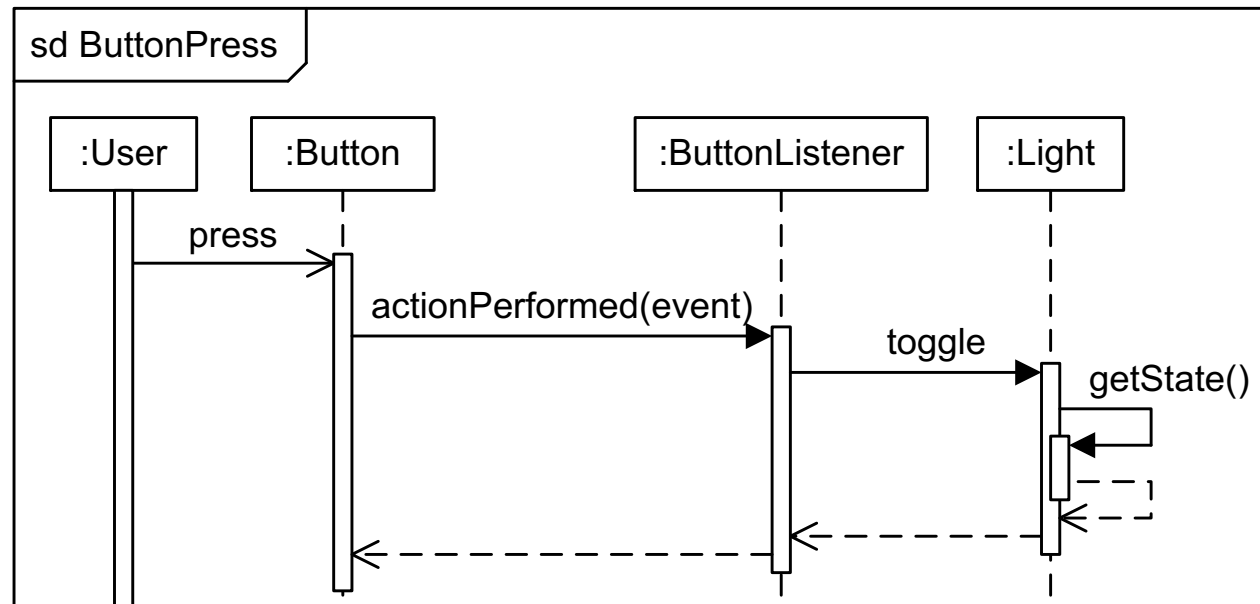 sd ButtonPress
:User
:Button
:ButtonListener
:Light
press
actionPerformed(event)
toggle
getState()